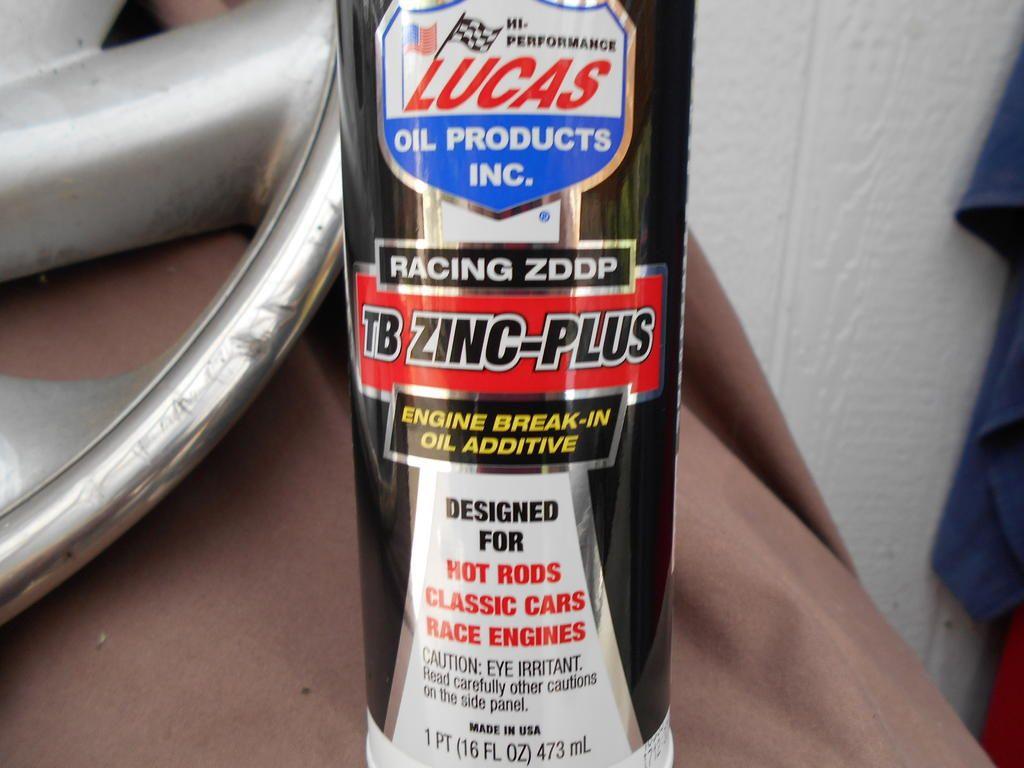 HI-
PERFORMANCE
LUCAS
OIL PRODUCTS
INC.
®
RACING ZDDP
TB ZINC-PLUS
ENGINE BREAK-IN
OIL ADDITIVE
DESIGNED
FOR
HOT RODS
CLASSIC CARS
RACE ENGINES
CAUTION: EYE IRRITANT.
Read carefully other cautions
on the side panel.
MADE IN USA
1 PT (16 FL OZ) 473 mL